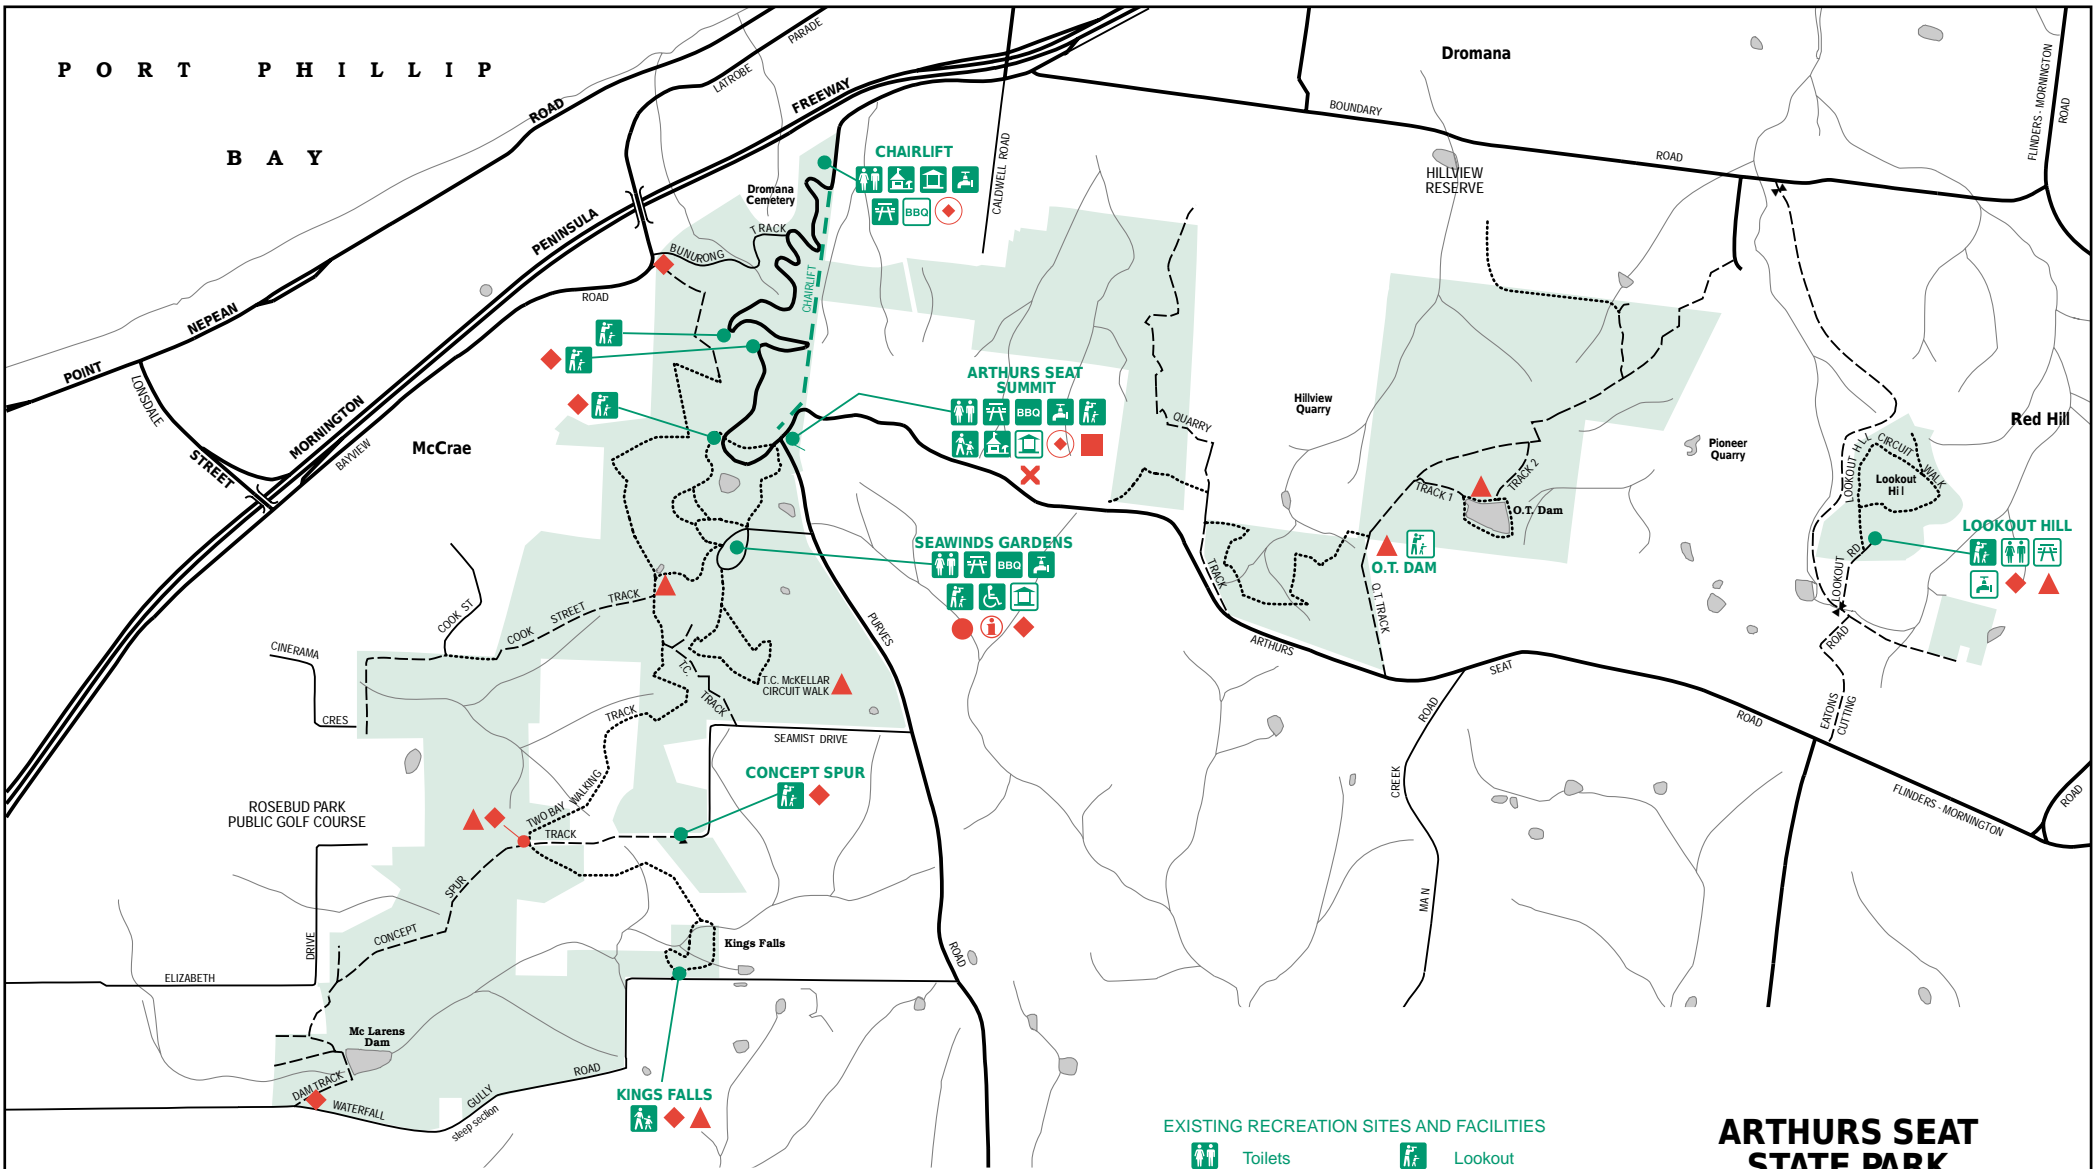 PORT PHILLIP
BAY
PARADE
LATROBE
ROAD
FREEWAY
PENINSULA
NEPEAN
POINT
LONSDALE
STREET
MORNINGTON
BAYVIEW
ROAD
McCrae
Dromana
Cemetery
TRACK
BUNURONG
CHAIRLIFT
CHAIRLIFT
BBQ
CALDWELL ROAD
Dromana
BOUNDARY
ROAD
FLINDERS - MORNINGTON
ROAD
HILLVIEW
RESERVE
ARTHURS SEAT
SUMMIT
BBQ
QUARRY
TRACK
Hillview
Quarry
Pioneer
Quarry
Red Hill
TRACK 1
TRACK 2
O.T. Dam
O.T. DAM
O.T. TRACK
LOOKOUT HILL CIRCUIT WALK
Lookout
Hi l
LOOKOUT RD
LOOKOUT HILL
SEAWINDS GARDENS
BBQ
i
COOK ST
COOK STREET TRACK
CINERAMA
CRES
T.C. TRACK
T.C. McKELLAR
CIRCUIT WALK
PURVES
ROAD
SEAMIST DRIVE
ARTHURS
SEAT
ROAD
ROAD
EATONS
CUTTING
ROAD
CREEK
MA N
FLINDERS - MORNINGTON
ROAD
CONCEPT SPUR
TWO BAY WALKING TRACK
TRACK
SPUR
CONCEPT
ROSEBUD PARK
PUBLIC GOLF COURSE
DRIVE
ELIZABETH
Kings Falls
Mc Larens
Dam
DAM TRACK
WATERFALL
GULLY
ROAD
steep section
KINGS FALLS
EXISTING RECREATION SITES AND FACILITIES
Toilets
Lookout
ARTHURS SEAT
STATE PARK